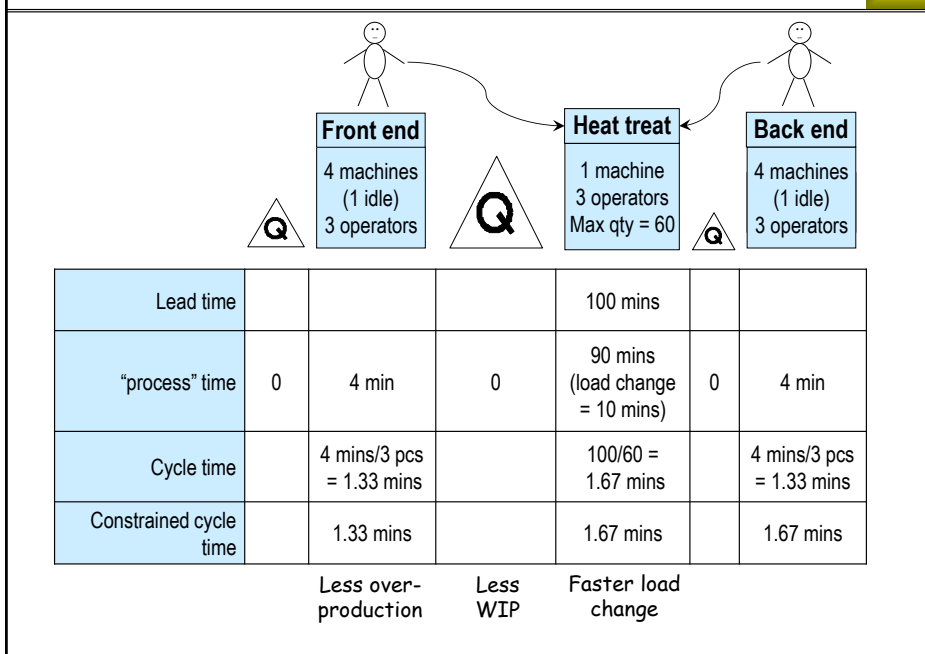 Front end
4 machines
(1 idle)
3 operators
Heat treat
1 machine
3 operators
Max qty = 60
Back end
4 machines
(1 idle)
3 operators
Q
Q
Q
Lead time
100 mins
“process” time
0
4 min
0
90 mins
(load change
= 10 mins)
0
4 min
Cycle time
4 mins/3 pcs
= 1.33 mins
100/60 =
1.67 mins
4 mins/3 pcs
= 1.33 mins
Constrained cycle
time
1.33 mins
1.67 mins
1.67 mins
Less over-
production
Less
WIP
Faster load
change